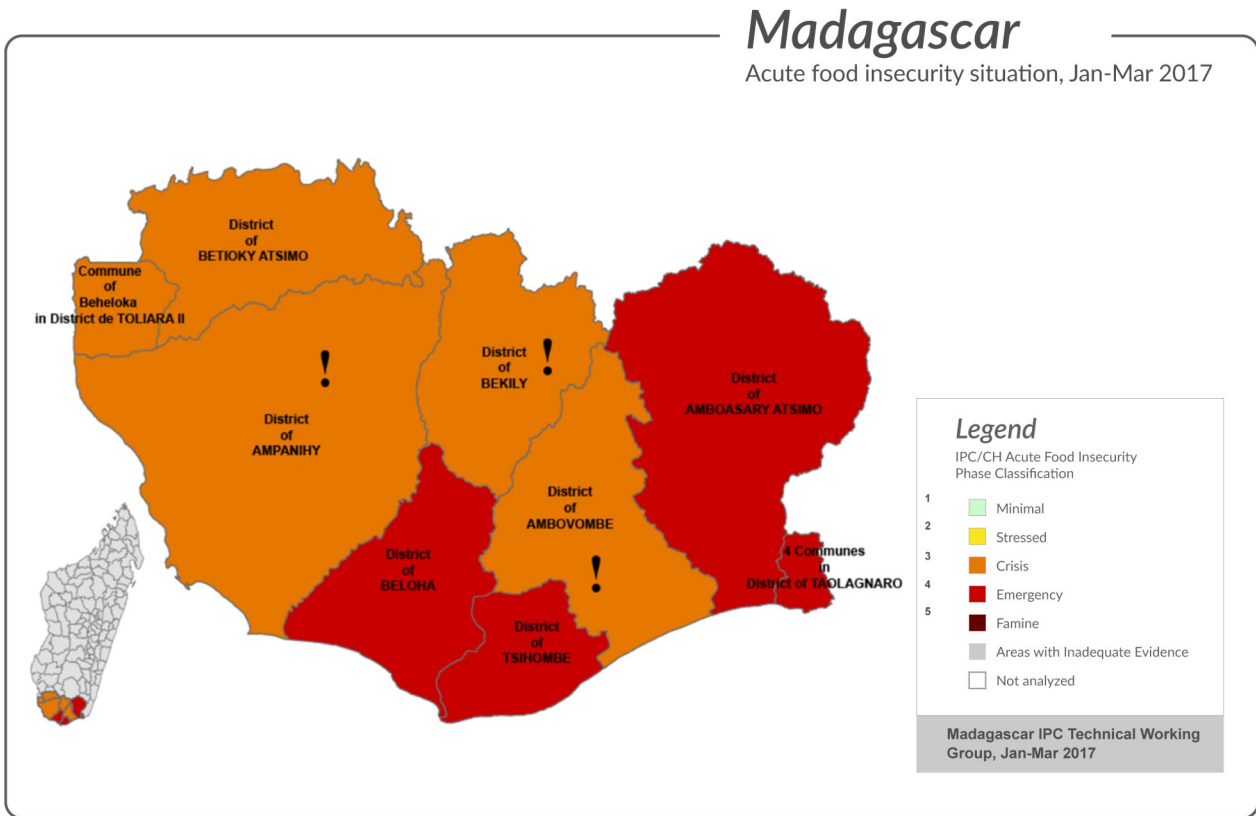 Madagascar
Acute food insecurity situation, Jan-Mar 2017
District
of
BETIOKY ATSIMO
Commune
of
Beheloka
in District de TOLIARA II
!
District
of
AMPANIHY
District
of
BEKILY
!
District
of
AMBOASARY ATSIMO
District
of
AMBOVOMBE
!
District
of
BELOHA
4 Communes
in
District of TAOLAGNARO
District
of
TSIHOMBE
Legend
IPC/CH Acute Food Insecurity
Phase Classification
1 Minimal
2 Stressed
3 Crisis
4 Emergency
5 Famine
Areas with Inadequate Evidence
Not analyzed
Madagascar IPC Technical Working
Group, Jan-Mar 2017